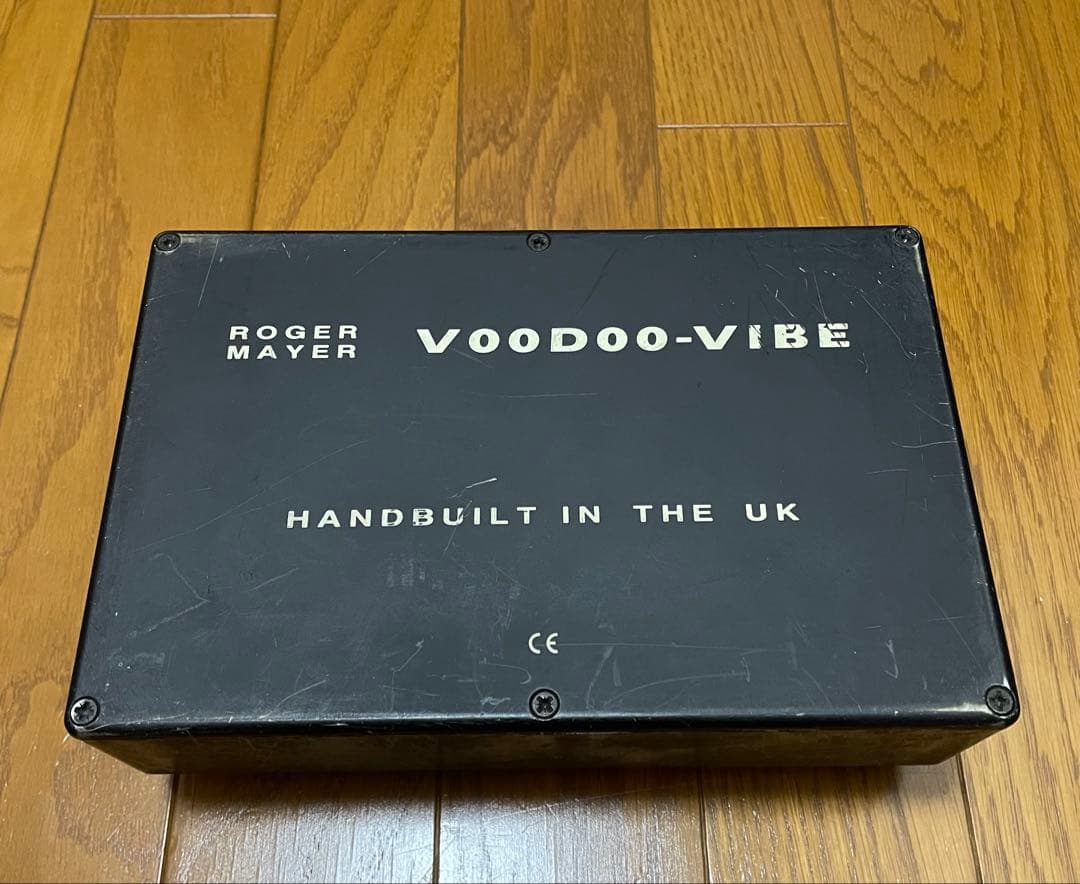 ROGER
MAYER
VOODOO-VIBE
HANDBUILT IN THE UK
CE